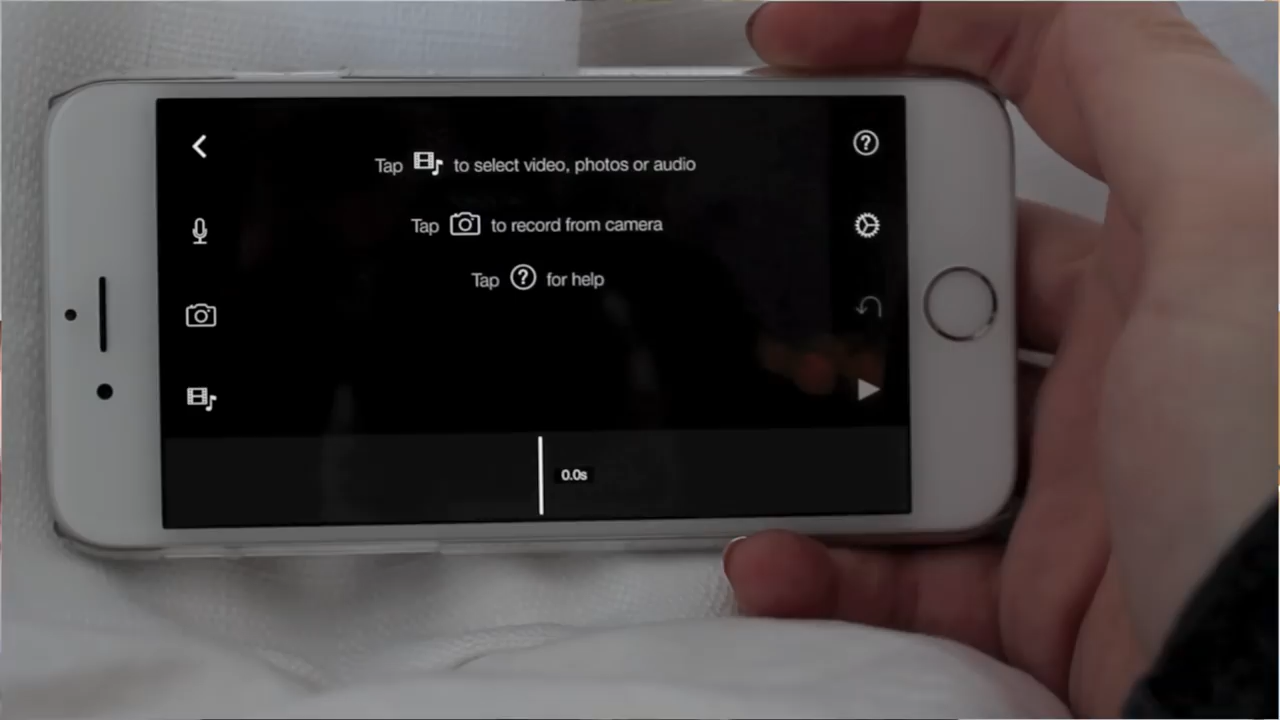 Tap to select video, photos or audio
Tap to record from camera
Tap ? for help
0.0s